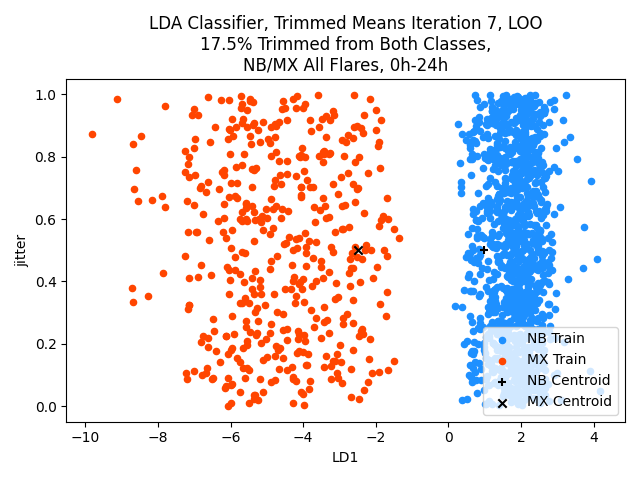 LDA Classifier, Trimmed Means Iteration 7, LOO
17.5% Trimmed from Both Classes,
NB/MX All Flares, 0h-24h
jitter
1.0
0.8
0.6
0.4
0.2
0.0
NB Train
MX Train
NB Centroid
MX Centroid
−10 −8 −6 −4 −2 0 2 4
LD1